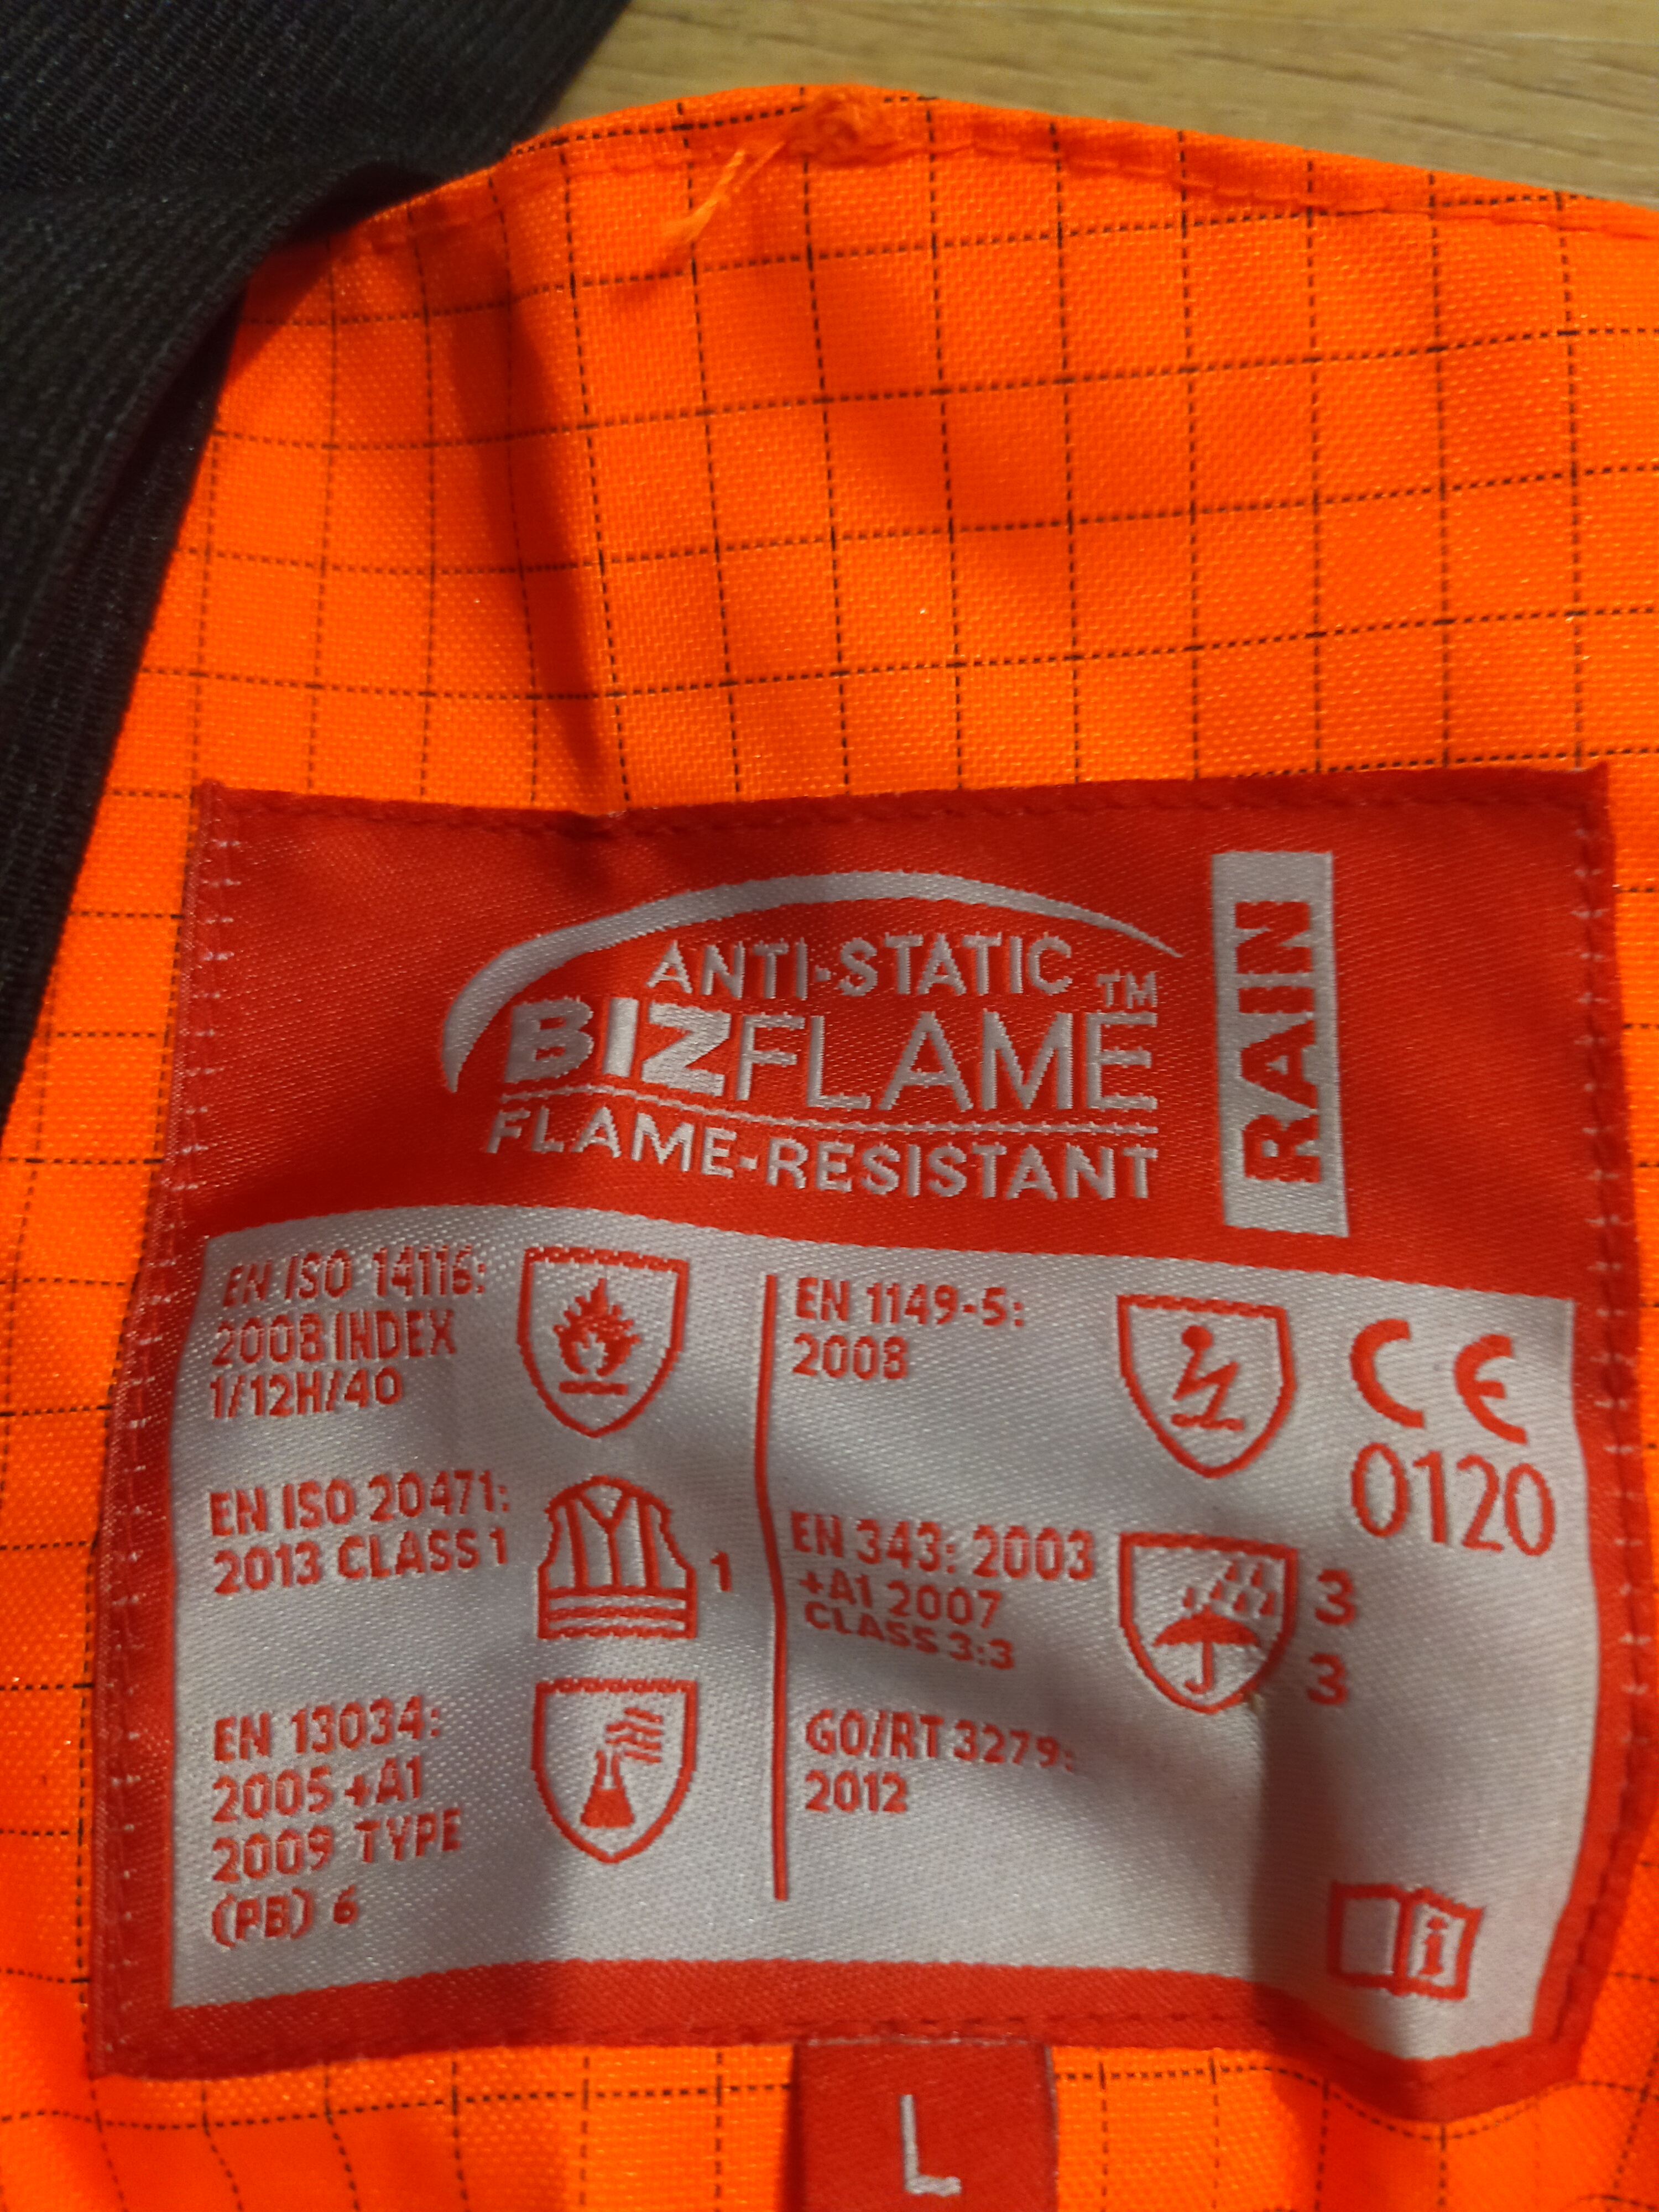 ANTI-STATIC
BIZFLAME™
FLAME-RESISTANT
RAIN
EN ISO 14116:
2008 INDEX
1/12H/40
EN ISO 20471:
2013 CLASS 1
1
EN 13034:
2005 +A1
2009 TYPE
(PB) 6
EN 1149-5:
2008
EN 343: 2003
+A1 2007
CLASS 3:3
3
3
GO/RT 3279:
2012
CE
0120
i
L